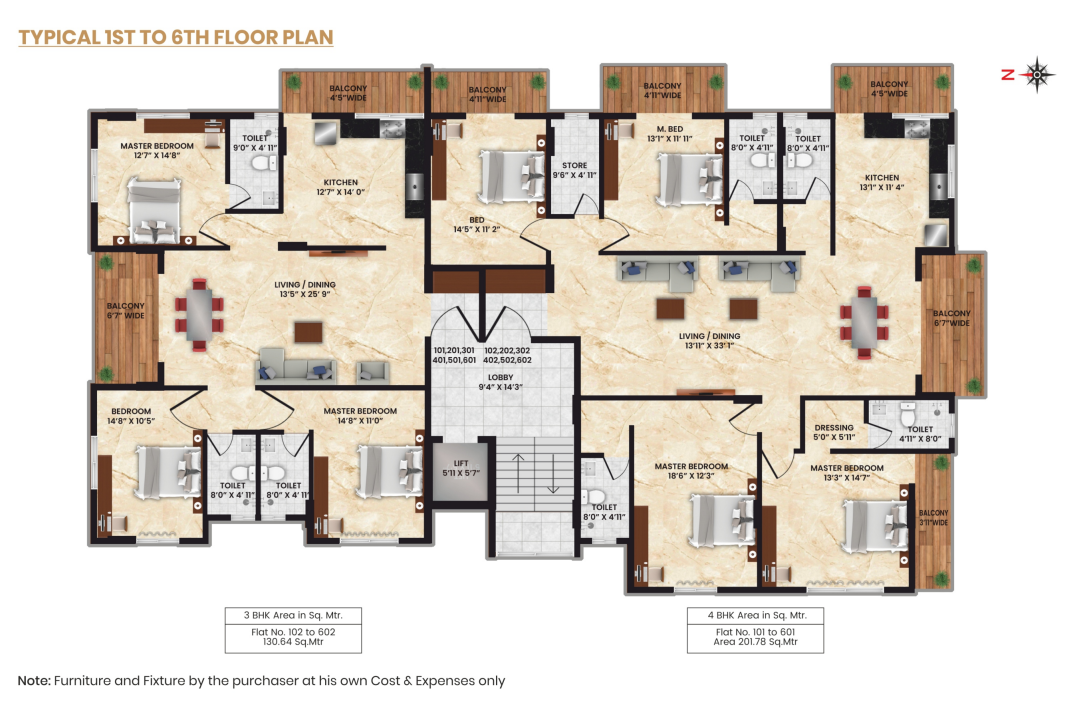 TYPICAL 1ST TO 6TH FLOOR PLAN
N
BALCONY
4'5"WIDE
BALCONY
4'11"WIDE
BALCONY
4'11"WIDE
BALCONY
4'5"WIDE
MASTER BEDROOM
12'7" X 14'8"
TOILET
9'0" X 4' 11"
KITCHEN
12'7" X 14' 0"
BED
14'5" X 11' 2"
STORE
9'6" X 4' 11"
M. BED
13'1" X 11' 11"
TOILET
8'0" X 4'11"
TOILET
8'0" X 4'11"
KITCHEN
13'1" X 11' 4"
BALCONY
6'7" WIDE
LIVING / DINING
13'5" X 25' 9"
LIVING / DINING
13'11" X 33' 1"
BALCONY
6'7"WIDE
101,201,301
401,501,601
102,202,302
402,502,602
LOBBY
9'4" X 14'3"
LIFT
5'11 X 5'7"
BEDROOM
14'8" X 10'5"
TOILET
8'0" X 4' 11"
TOILET
8'0" X 4' 11"
MASTER BEDROOM
14'8" X 11'0"
TOILET
8'0" X 4'11"
MASTER BEDROOM
18'6" X 12'3"
DRESSING
5'0" X 5'11"
TOILET
4'11" X 8'0"
MASTER BEDROOM
13'3" X 14'7"
BALCONY
3'11"WIDE
3 BHK Area in Sq. Mtr.
Flat No. 102 to 602
130.64 Sq.Mtr
4 BHK Area in Sq. Mtr.
Flat No. 101 to 601
Area 201.78 Sq.Mtr
Note: Furniture and Fixture by the purchaser at his own Cost & Expenses only